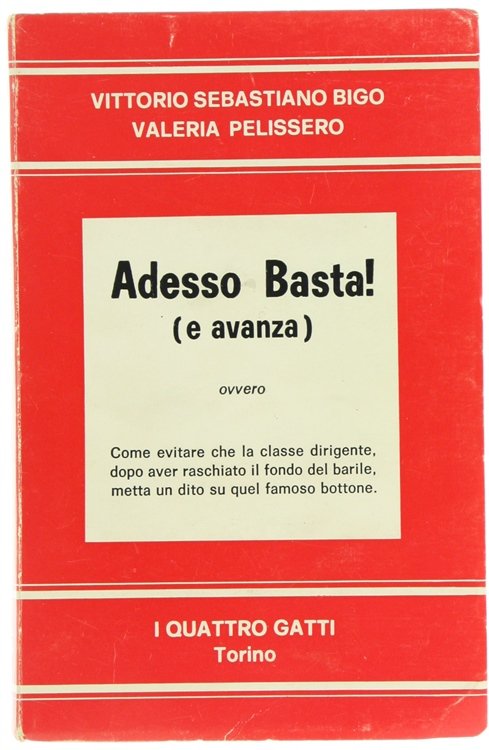 VITTORIO SEBASTIANO BIGO
VALERIA PELISSERO
Adesso Basta!
(e avanza)
ovvero
Come evitare che la classe dirigente,
dopo aver raschiato il fondo del barile,
metta un dito su quel famoso bottone.
I QUATTRO GATTI
Torino